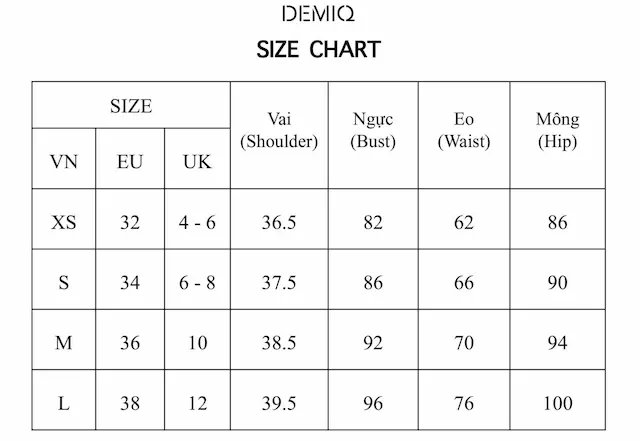 DEMIQ
SIZE CHART
SIZE Vai (Shoulder) Ngực (Bust) Eo (Waist) Mông (Hip)
VN EU UK
XS 32 4 - 6 36.5 82 62 86
S 34 6 - 8 37.5 86 66 90
M 36 10 38.5 92 70 94
L 38 12 39.5 96 76 100